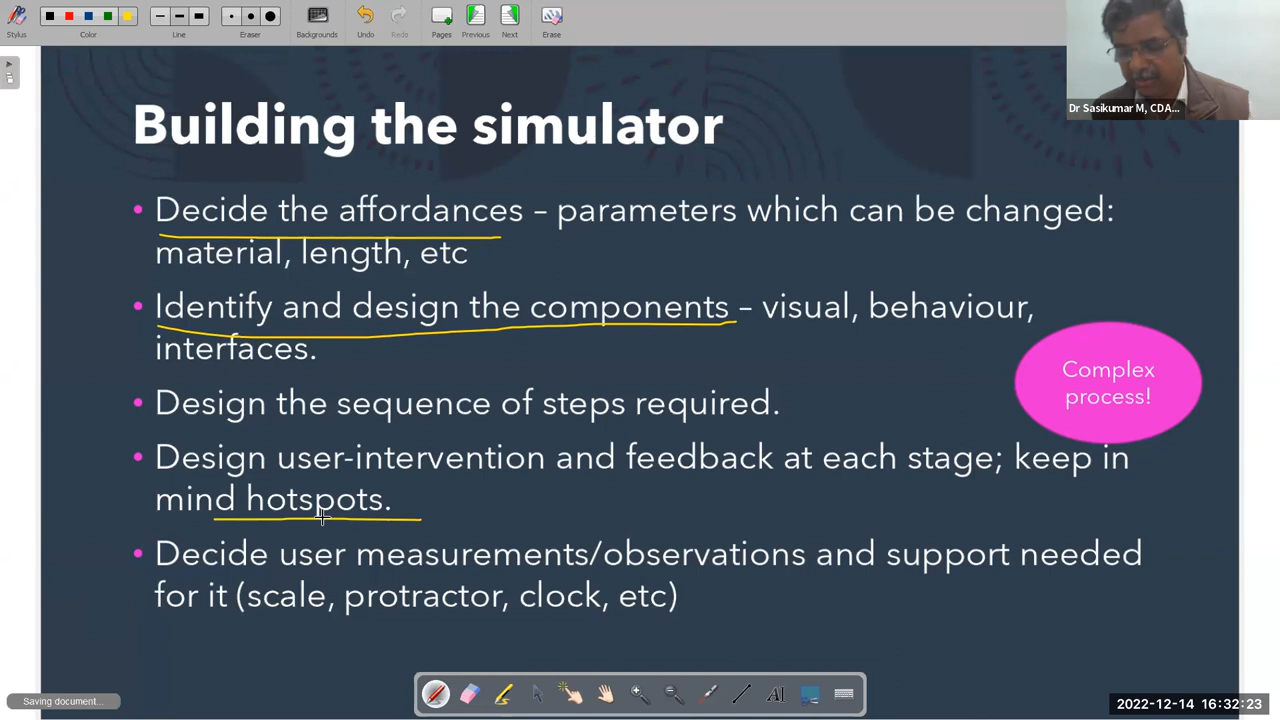 Stylus
Color
Line
Eraser
Backgrounds
Undo
Redo
Pages
Previous
Next
Erase
Dr Sasikumar M, CDA...
Building the simulator
• Decide the affordances – parameters which can be changed:
material, length, etc
• Identify and design the components – visual, behaviour,
interfaces.
Complex
process!
• Design the sequence of steps required.
• Design user-intervention and feedback at each stage; keep in
mind hotspots.
• Decide user measurements/observations and support needed
for it (scale, protractor, clock, etc)
Saving document...
AI
2022-12-14 16:32:23